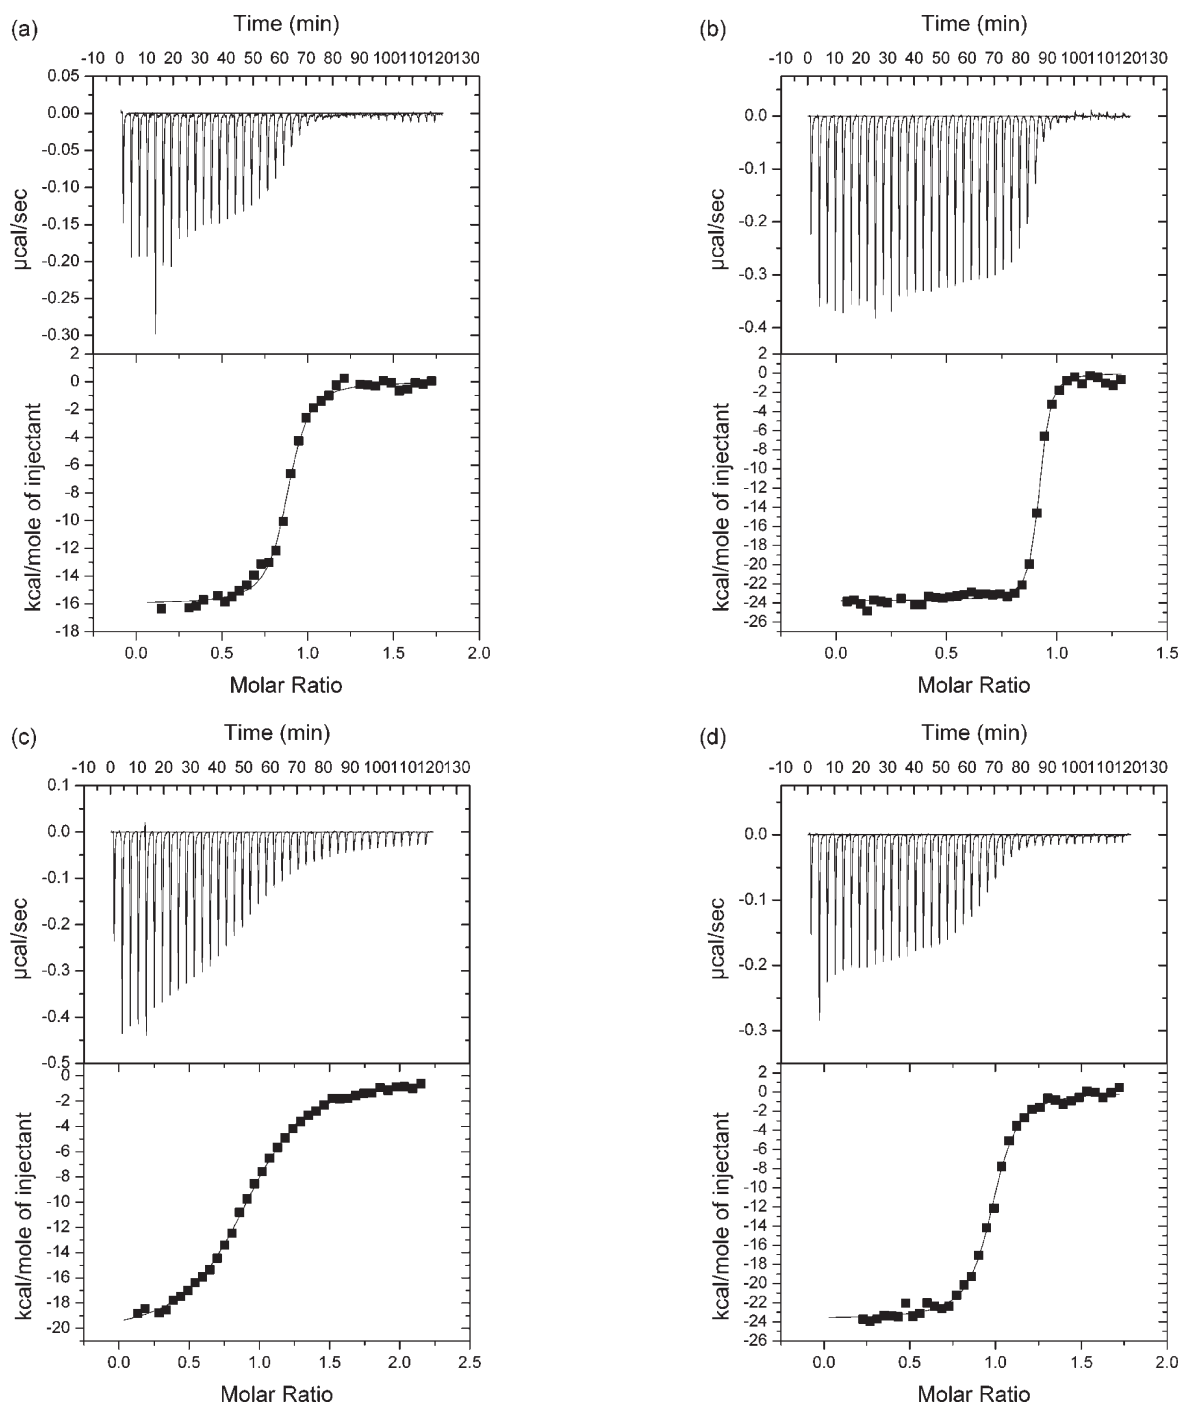 (a)
Time (min)
-10 0 10 20 30 40 50 60 70 80 90 100110120130
0.05
0.00
-0.05
-0.10
-0.15
-0.20
-0.25
-0.30
µcal/sec
2
0
-2
-4
-6
-8
-10
-12
-14
-16
-18
kcal/mole of injectant
0.0 0.5 1.0 1.5 2.0
Molar Ratio
(b)
Time (min)
-10 0 10 20 30 40 50 60 70 80 90 100110120130
0.0
-0.1
-0.2
-0.3
-0.4
µcal/sec
2
0
-2
-4
-6
-8
-10
-12
-14
-16
-18
-20
-22
-24
-26
kcal/mole of injectant
0.0 0.5 1.0 1.5
Molar Ratio
(c)
Time (min)
-10 0 10 20 30 40 50 60 70 80 90 100110120130
0.1
0.0
-0.1
-0.2
-0.3
-0.4
-0.5
µcal/sec
0
-2
-4
-6
-8
-10
-12
-14
-16
-18
-20
kcal/mole of injectant
0.0 0.5 1.0 1.5 2.0 2.5
Molar Ratio
(d)
Time (min)
-10 0 10 20 30 40 50 60 70 80 90 100110120130
0.0
-0.1
-0.2
-0.3
µcal/sec
2
0
-2
-4
-6
-8
-10
-12
-14
-16
-18
-20
-22
-24
-26
kcal/mole of injectant
0.0 0.5 1.0 1.5 2.0
Molar Ratio